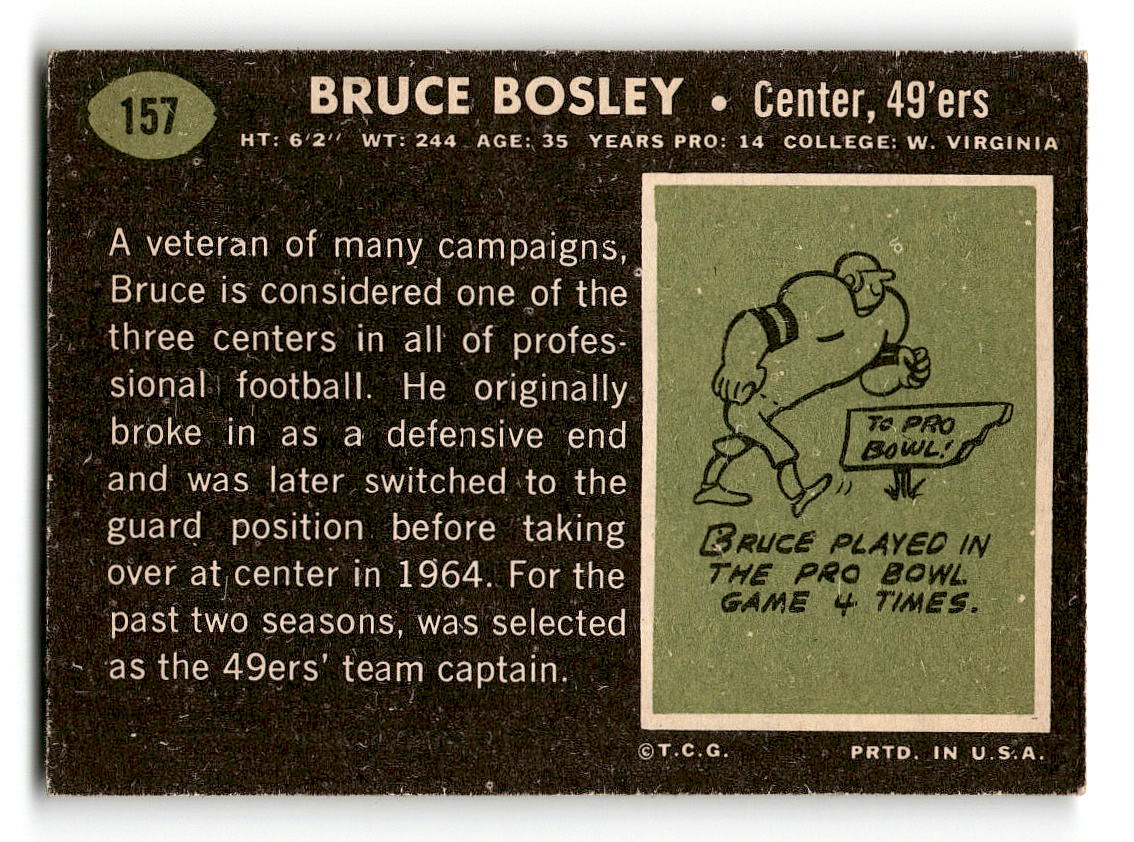 157
BRUCE BOSLEY • Center, 49'ers
HT: 6'2" WT: 244 AGE: 35 YEARS PRO: 14 COLLEGE: W. VIRGINIA
A veteran of many campaigns,
Bruce is considered one of the
three centers in all of profes-
sional football. He originally
broke in as a defensive end
and was later switched to the
guard position before taking
over at center in 1964. For the
past two seasons, was selected
as the 49ers' team captain.
TO PRO
BOWL!
BRUCE PLAYED IN
THE PRO BOWL
GAME 4 TIMES.
©T.C.G. PRTD. IN U.S.A.